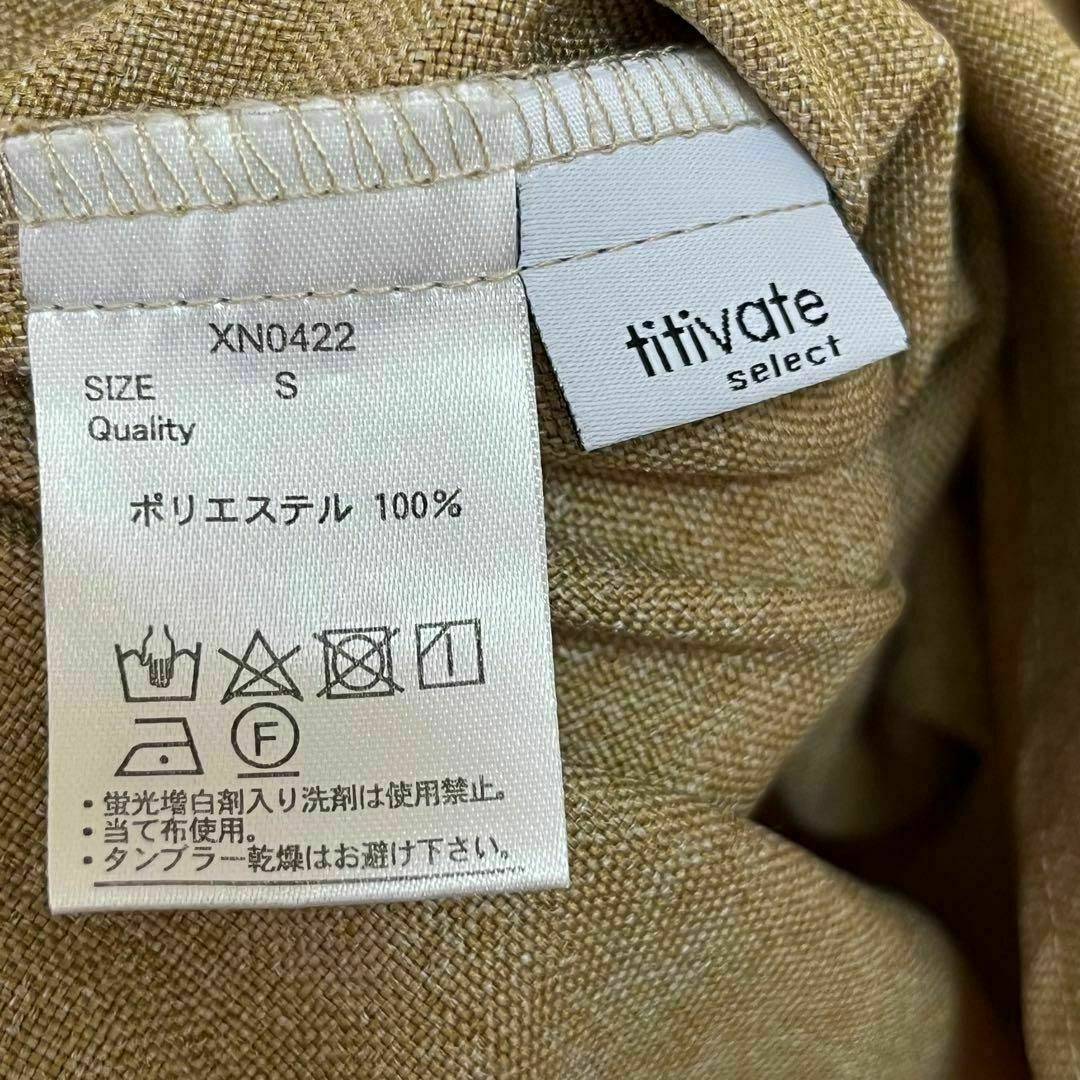 XN0422
SIZE S
Quality
ポリエステル 100%
F
・蛍光増白剤入り洗剤は使用禁止。
・当て布使用。
・タンブラー乾燥はお避け下さい。
titivate
select